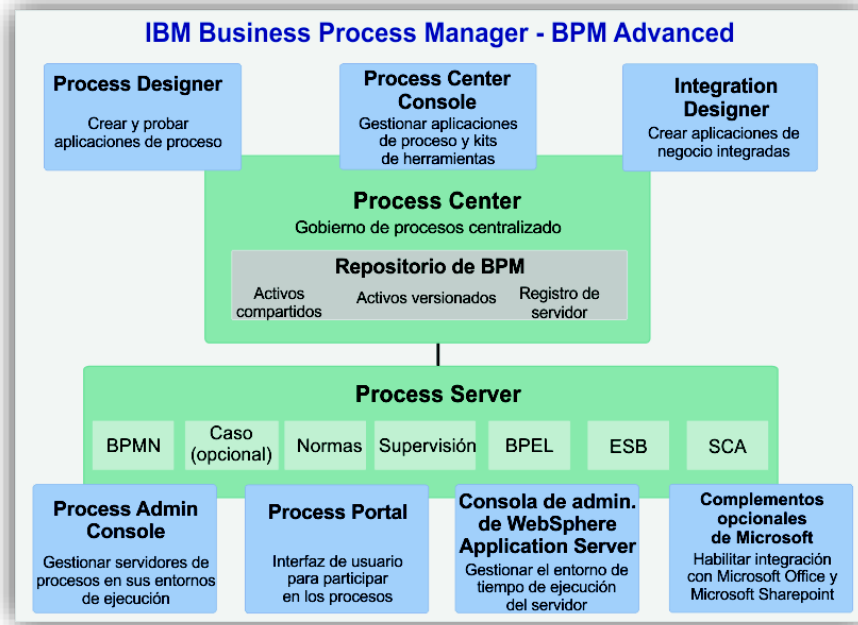 IBM Business Process Manager - BPM Advanced
Process Designer
Crear y probar
aplicaciones de proceso
Process Center
Console
Gestionar aplicaciones
de proceso y kits
de herramientas
Integration
Designer
Crear aplicaciones de
negocio integradas
Process Center
Gobierno de procesos centralizado
Repositorio de BPM
Activos
compartidos
Activos versionados
Registro de
servidor
Process Server
BPMN
Caso
(opcional)
Normas
Supervisión
BPEL
ESB
SCA
Process Admin
Console
Gestionar servidores de
procesos en sus entornos
de ejecución
Process Portal
Interfaz de usuario
para participar
en los procesos
Consola de admin.
de WebSphere
Application Server
Gestionar el entorno de
tiempo de ejecución
del servidor
Complementos
opcionales
de Microsoft
Habilitar integración
con Microsoft Office y
Microsoft Sharepoint